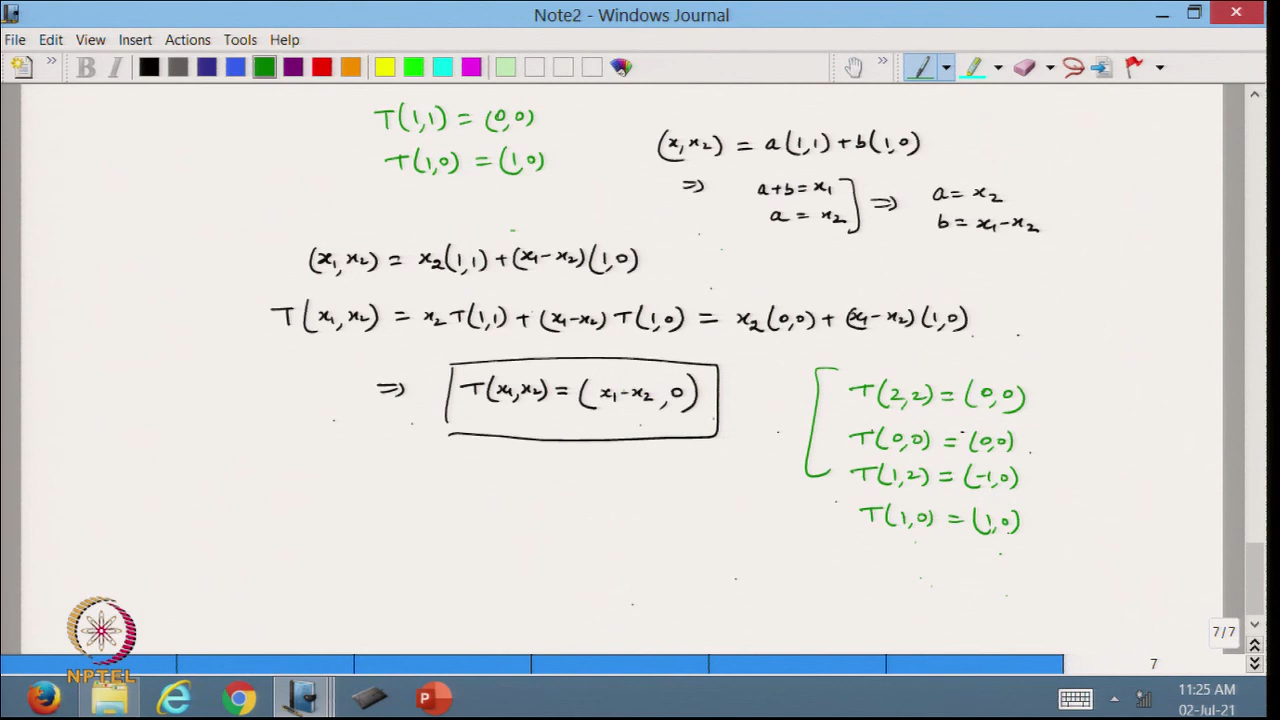 Note2 - Windows Journal
File Edit View Insert Actions Tools Help
T(1,1) = (0,0)
T(1,0) = (1,0)
(x₁,x₂) = a(1,1)+b(1,0)
⇒ a+b=x₁
a = x₂
⇒ a = x₂
b = x₁-x₂
(x₁,x₂) = x₂(1,1)+(x₁-x₂)(1,0)
T(x₁,x₂) = x₂T(1,1)+(x₁-x₂)T(1,0) = x₂(0,0)+(x₁-x₂)(1,0)
⇒ T(x₁,x₂) = (x₁-x₂,0)
T(2,2) = (0,0)
T(0,0) = (0,0)
T(1,2) = (-1,0)
T(1,0) = (1,0)
7/7
7
NPTEL
11:25 AM
02-Jul-21